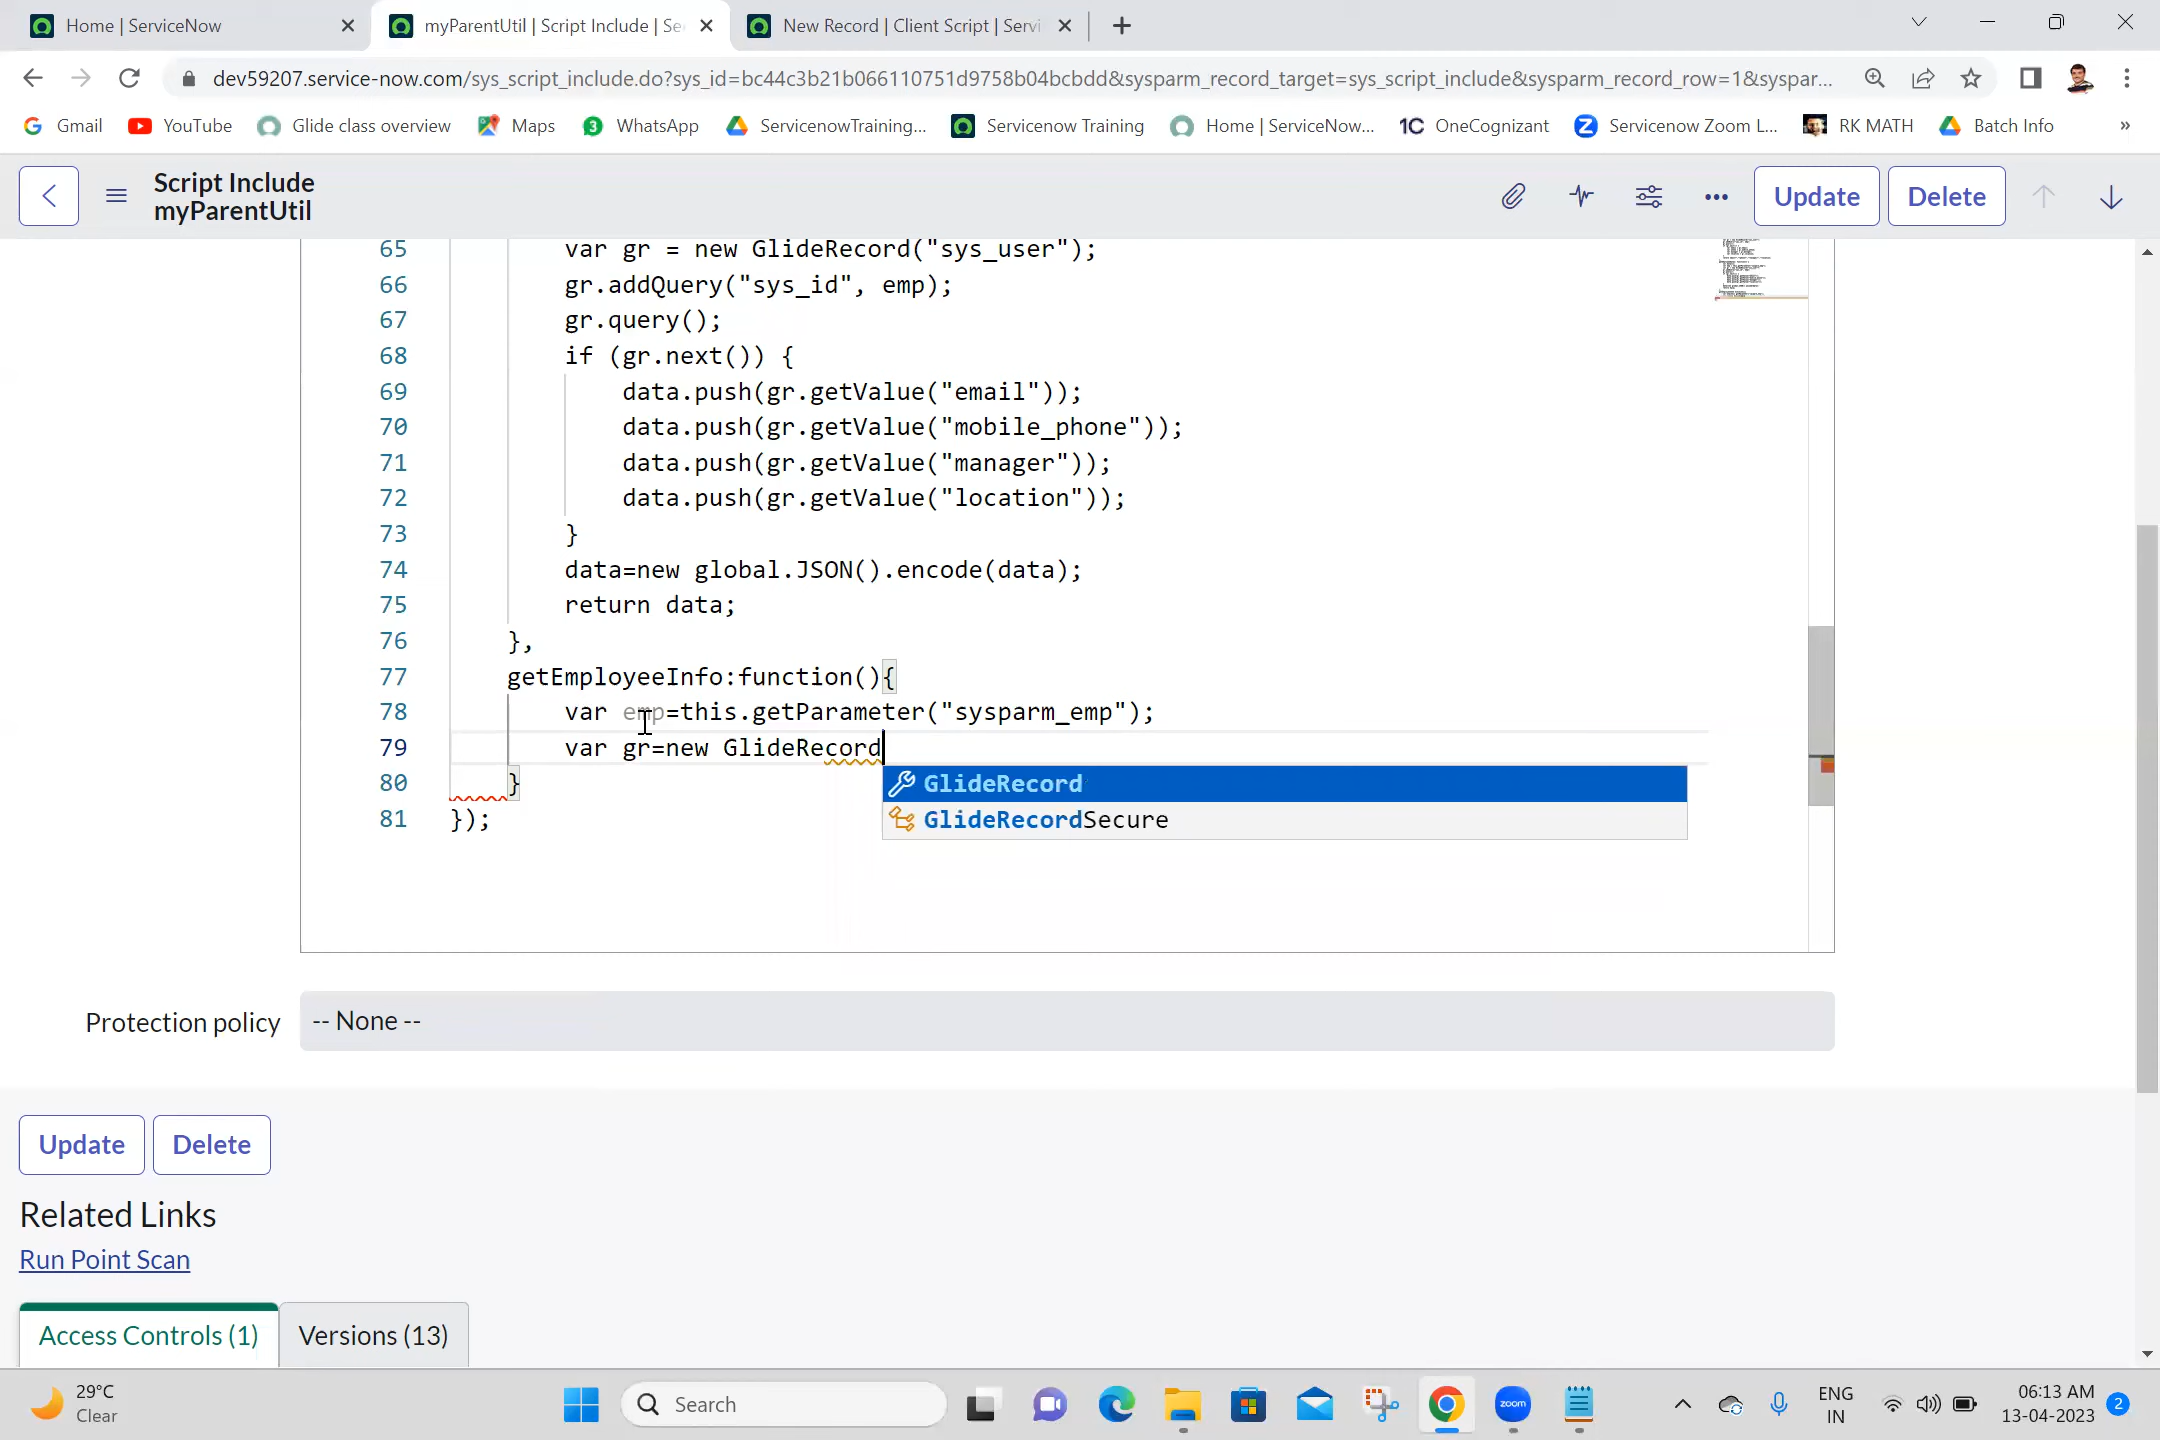 Home | ServiceNow
myParentUtil | Script Include | Se
New Record | Client Script | Servi
dev59207.service-now.com/sys_script_include.do?sys_id=bc44c3b21b066110751d9758b04bcbdd&sysparm_record_target=sys_script_include&sysparm_record_row=1&syspar...
Gmail
YouTube
Glide class overview
Maps
3
WhatsApp
ServicenowTraining...
Servicenow Training
Home | ServiceNow...
1C OneCognizant
Z Servicenow Zoom L...
RK MATH
Batch Info
»
Script Include
myParentUtil
Update
Delete
65 var gr = new GlideRecord("sys_user");
66 gr.addQuery("sys_id", emp);
67 gr.query();
68 if (gr.next()) {
69 data.push(gr.getValue("email"));
70 data.push(gr.getValue("mobile_phone"));
71 data.push(gr.getValue("manager"));
72 data.push(gr.getValue("location"));
73 }
74 data=new global.JSON().encode(data);
75 return data;
76 },
77 getEmployeeInfo:function(){
78 var emp=this.getParameter("sysparm_emp");
79 var gr=new GlideRecord
80 }
81 });
GlideRecord
GlideRecordSecure
Protection policy
-- None --
Update
Delete
Related Links
Run Point Scan
Access Controls (1)
Versions (13)
29°C
Clear
Search
zoom
ENG
IN
06:13 AM
13-04-2023
2